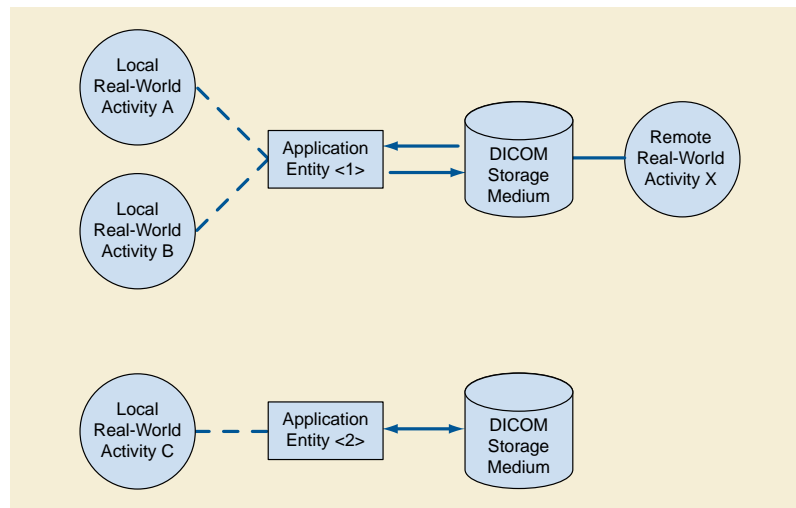 Local
Real-World
Activity A
Application
Entity <1>
DICOM
Storage
Medium
Remote
Real-World
Activity X
Local
Real-World
Activity B
Local
Real-World
Activity C
Application
Entity <2>
DICOM
Storage
Medium